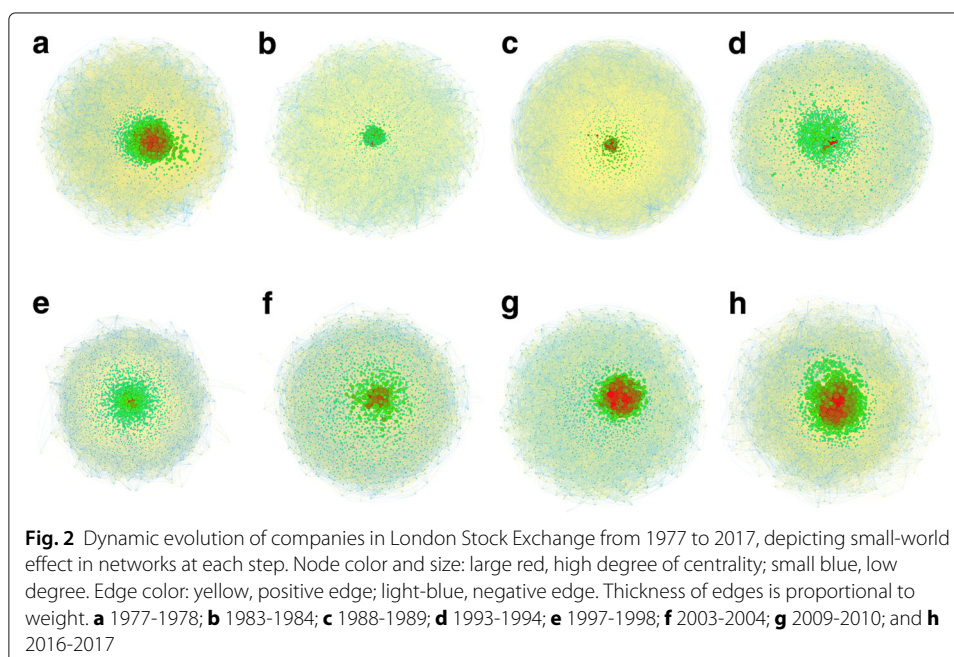 a b c d
e f g h
Fig. 2 Dynamic evolution of companies in London Stock Exchange from 1977 to 2017, depicting small-world
effect in networks at each step. Node color and size: large red, high degree of centrality; small blue, low
degree. Edge color: yellow, positive edge; light-blue, negative edge. Thickness of edges is proportional to
weight. a 1977-1978; b 1983-1984; c 1988-1989; d 1993-1994; e 1997-1998; f 2003-2004; g 2009-2010; and h
2016-2017